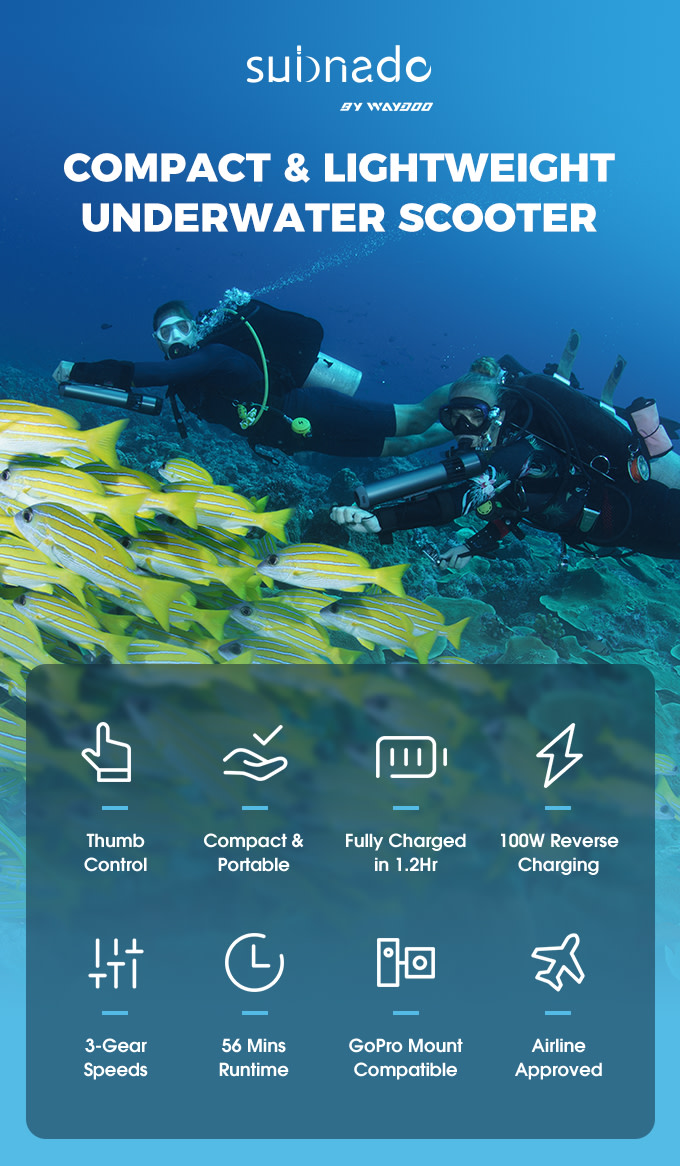 subnado
BY WAYDOO
COMPACT & LIGHTWEIGHT
UNDERWATER SCOOTER
Thumb
Control
Compact &
Portable
Fully Charged
in 1.2Hr
100W Reverse
Charging
3-Gear
Speeds
56 Mins
Runtime
GoPro Mount
Compatible
Airline
Approved